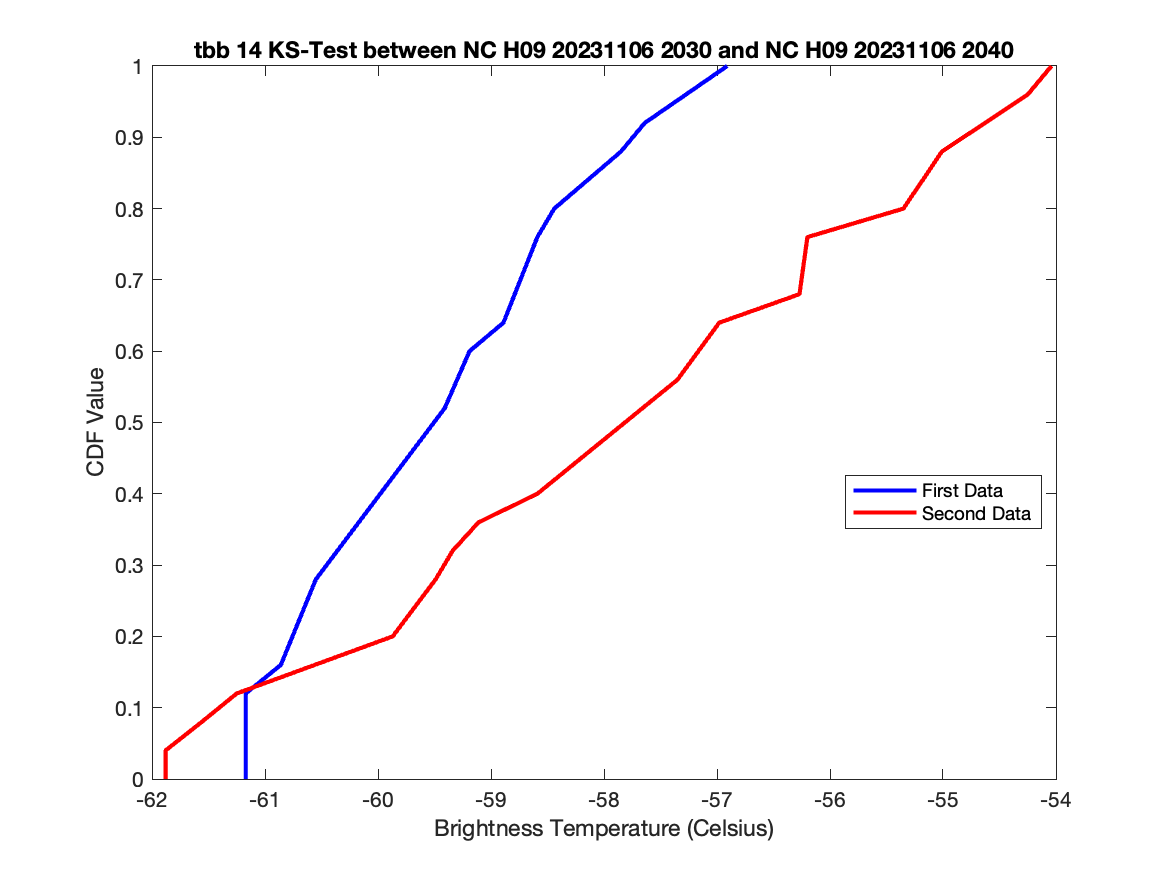 tbb 14 KS-Test between NC H09 20231106 2030 and NC H09 20231106 2040
1
0.9
0.8
0.7
0.6
0.5
0.4
0.3
0.2
0.1
0
CDF Value
First Data
Second Data
-62 -61 -60 -59 -58 -57 -56 -55 -54
Brightness Temperature (Celsius)